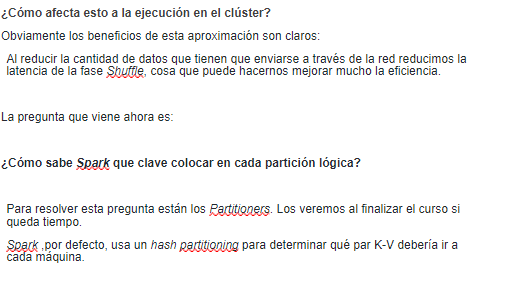 ¿Cómo afecta esto a la ejecución en el clúster?
Obviamente los beneficios de esta aproximación son claros:
Al reducir la cantidad de datos que tienen que enviarse a través de la red reducimos la
latencia de la fase Shuffle, cosa que puede hacernos mejorar mucho la eficiencia.
La pregunta que viene ahora es:
¿Cómo sabe Spark que clave colocar en cada partición lógica?
Para resolver esta pregunta están los Partitioners. Los veremos al finalizar el curso si
queda tiempo.
Spark ,por defecto, usa un hash partitioning para determinar qué par K-V debería ir a
cada máquina.